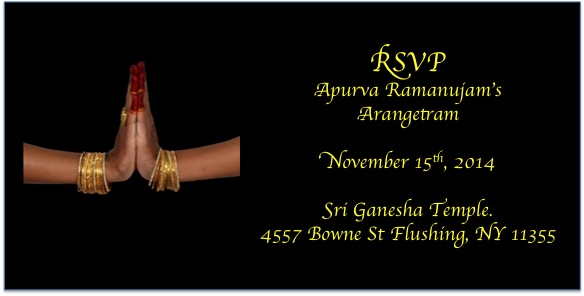 RSVP
Apurva Ramanujam's
Arangetram
November 15th, 2014
Sri Ganesha Temple.
4557 Bowne St Flushing, NY 11355